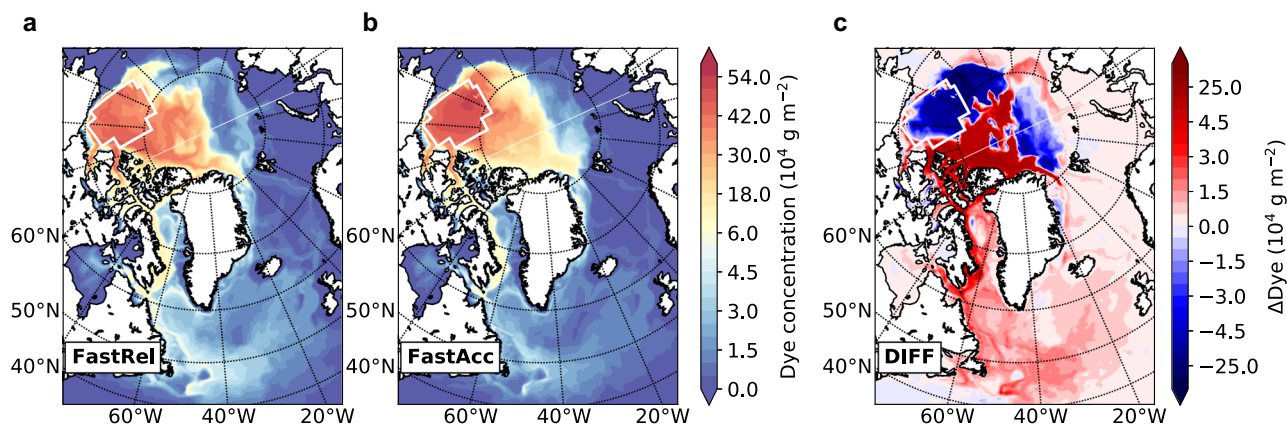 a
b
c
60°N
50°N
40°N
FastRel
60°W
40°W
20°W
FastAcc
60°W
40°W
20°W
54.0
42.0
30.0
18.0
6.0
4.5
3.0
1.5
0.0
Dye concentration (10⁴ g m⁻²)
60°N
50°N
40°N
DIFF
60°W
40°W
20°W
25.0
4.5
3.0
1.5
0.0
−1.5
−3.0
−4.5
−25.0
ΔDye (10⁴ g m⁻²)